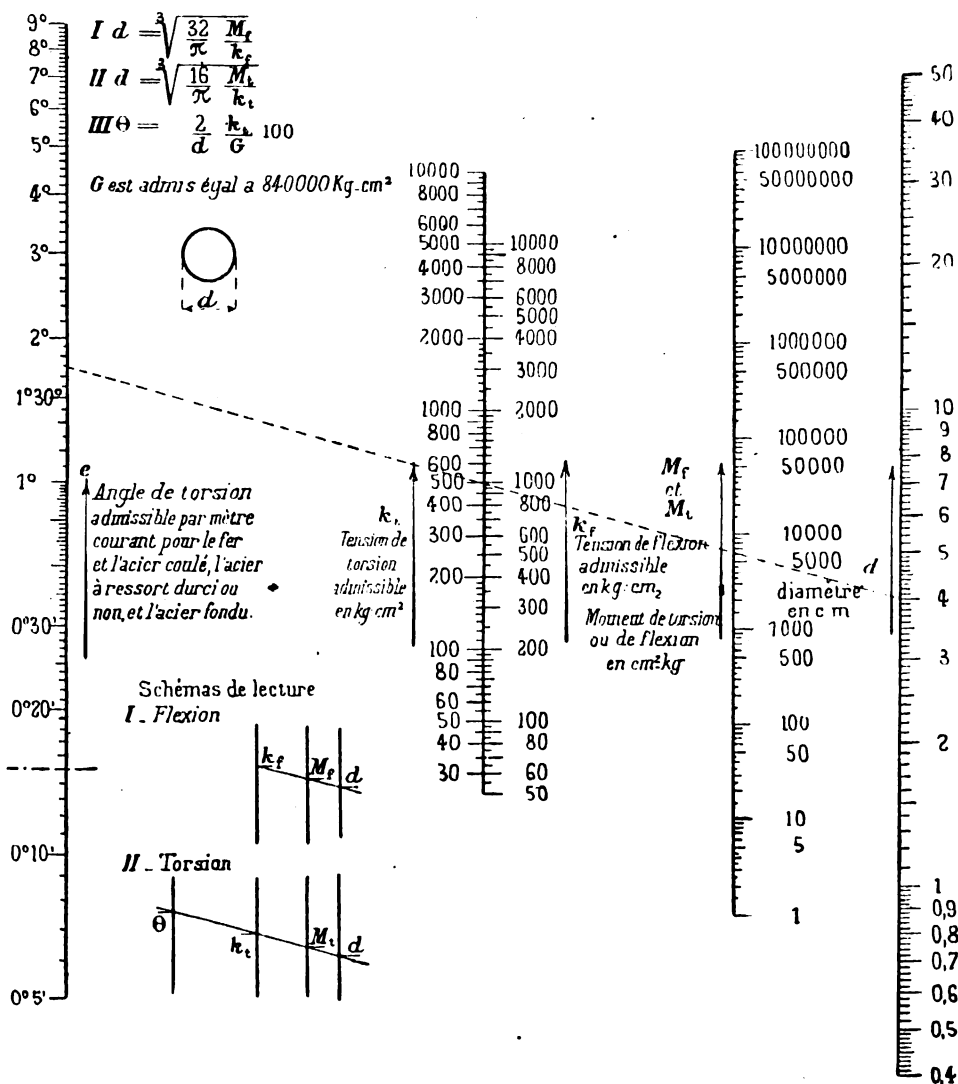 I d = ∛ 32/π M_f/k_f
II d = ∛ 16/π M_t/k_t
III Θ = 2/d k_t/G 100
G est admis égal a 840000 Kg-cm²
d
9°
8°
7°
6°
5°
4°
3°
2°
1°30'
1°
0°30'
0°20'
0°10'
0°5'
Angle de torsion
admissible par mètre
courant pour le fer
et l'acier coulé, l'acier
à ressort durci ou
non, et l'acier fondu.
10000
8000
6000
5000
4000
3000
2000
1000
800
600
500
400
300
200
100
80
60
50
40
30
k_t
Tension de
torsion
admissible
en kg·cm²
10000
8000
6000
5000
4000
3000
2000
1000
800
600
500
400
300
200
100
80
60
50
k_f
Tension de flexion
admissible
en kg·cm₂
M_f
et
M_t
Moment de torsion
ou de flexion
en cm²kg
100000000
50000000
10000000
5000000
1000000
500000
100000
50000
10000
5000
1000
500
100
50
10
5
1
d
diamètre
en cm
50
40
30
20
10
9
8
7
6
5
4
3
2
1
0,9
0,8
0,7
0,6
0,5
0,4
Schémas de lecture
I_ Flexion
k_f M_f d
II_ Torsion
Θ k_t M_t d